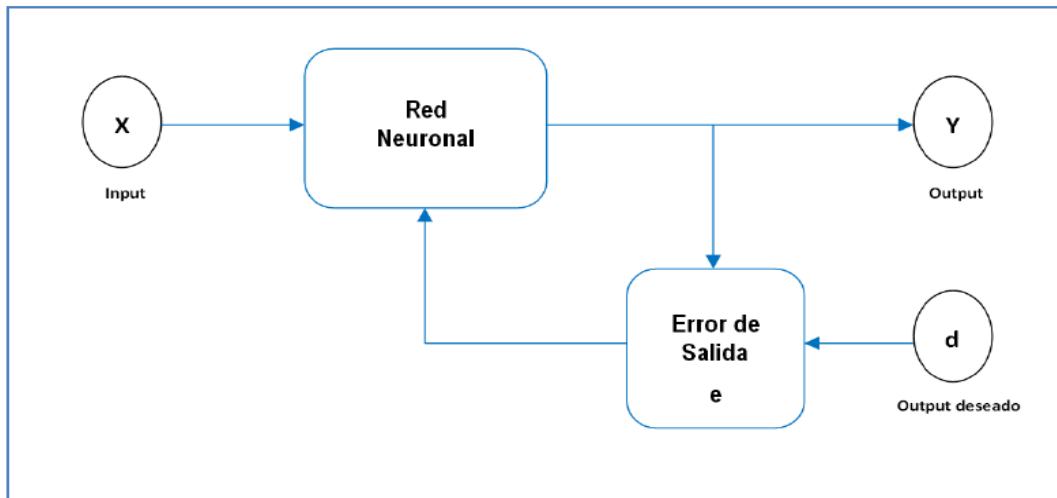 X
Input
Red
Neuronal
Y
Output
Error de
Salida
e
d
Output deseado